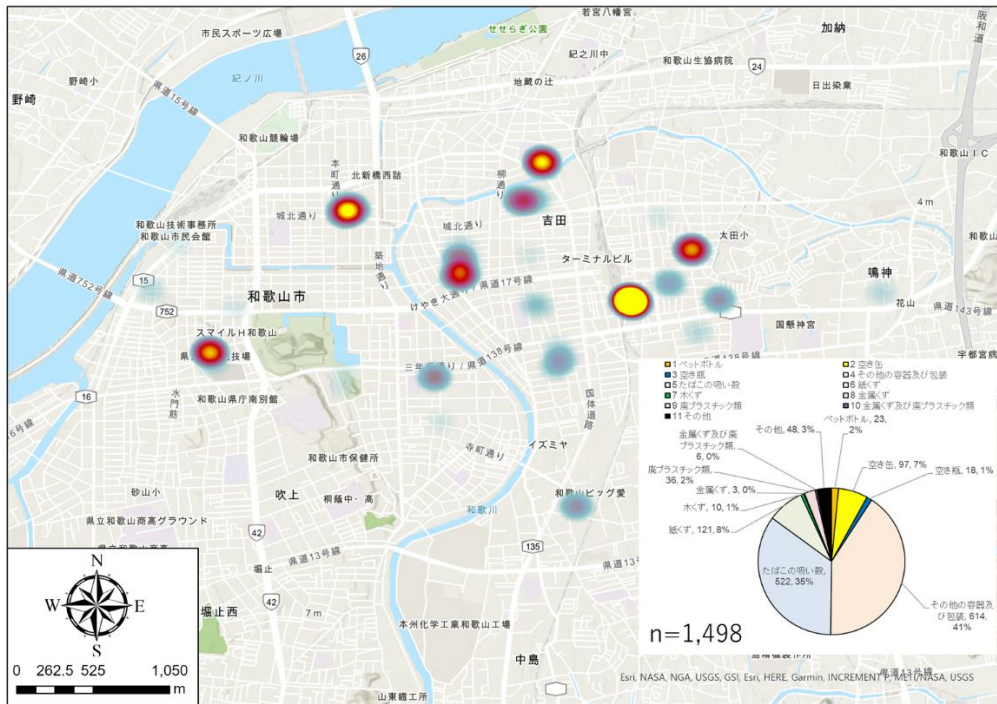 市民スポーツ広場
せせらぎ公園
若宮八幡宮
加納
阪和道
26
紀之川中
和歌山生協病院
24
野崎小
紀ノ川
地蔵の辻
日出染業
野崎
県道15号線
和歌山競輪場
本町通り
北新橋西詰
柳通り
和歌山IC
城北通り
吉田
4 m
和歌山技術事務所
和歌山市民会館
城北通り
太田小
築地通り
ターミナルビル
県道752号線
15
和歌山市
けやき大通り / 県道17号線
鳴神
花山
752
県道143号線
スマイルH和歌山
国懸神宮
三年
り / 県道138号線
138号線
16
水門筋
和歌山県庁南別館
国体道路
寺町通り
イズミヤ
和歌山市保健所
砂山小
吹上
桐蔭中・高
和歌山ビッグ愛
和歌川
県立和歌山商高グラウンド
42
135
県道13号線
堀止
42
堀止西
7 m
本州化学工業和歌山工場
中島
山東鐵工所
県道13号線
N
W
E
S
0 262.5 525 1,050
m
1 ペットボトル
2 空き缶
3 空き瓶
4 その他の容器及び包装
5 たばこの吸い殻
6 紙くず
7 木くず
8 金属くず
9 廃プラスチック類
10 金属くず及び廃プラスチック類
11 その他
ペットボトル, 23,
2%
その他, 48, 3%
金属くず及び廃
プラスチック類,
6, 0%
空き缶, 97, 7%
空き瓶, 18, 1%
廃プラスチック類,
36, 2%
金属くず, 3, 0%
木くず, 10, 1%
紙くず, 121, 8%
たばこの吸い殻,
522, 35%
その他の容器及
び包装, 614,
41%
n=1,498
Esri, NASA, NGA, USGS, GSI, Esri, HERE, Garmin, INCREMENT P, METI/NASA, USGS